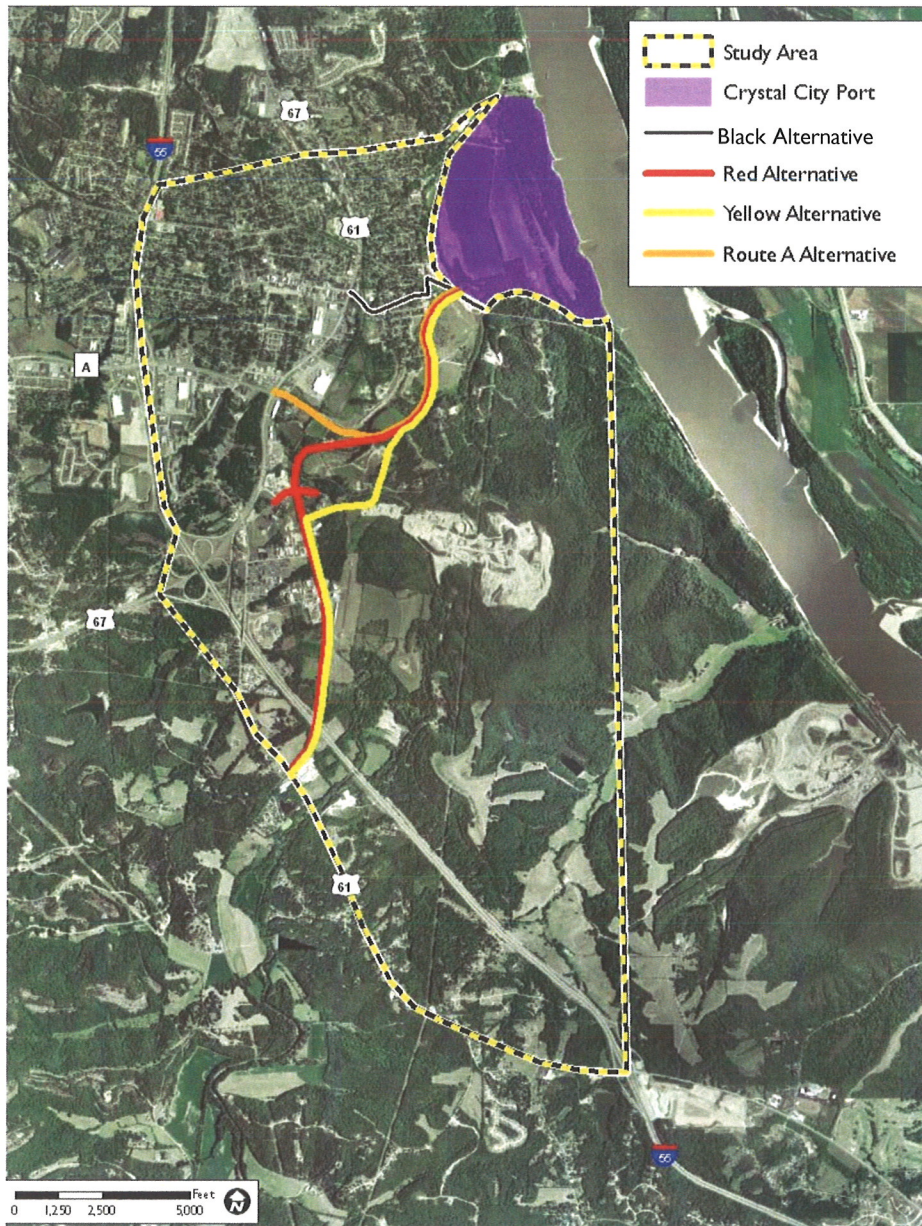 Study Area
Crystal City Port
Black Alternative
Red Alternative
Yellow Alternative
Route A Alternative
67
55
61
A
67
61
55
Feet
0 1,250 2,500 5,000
N